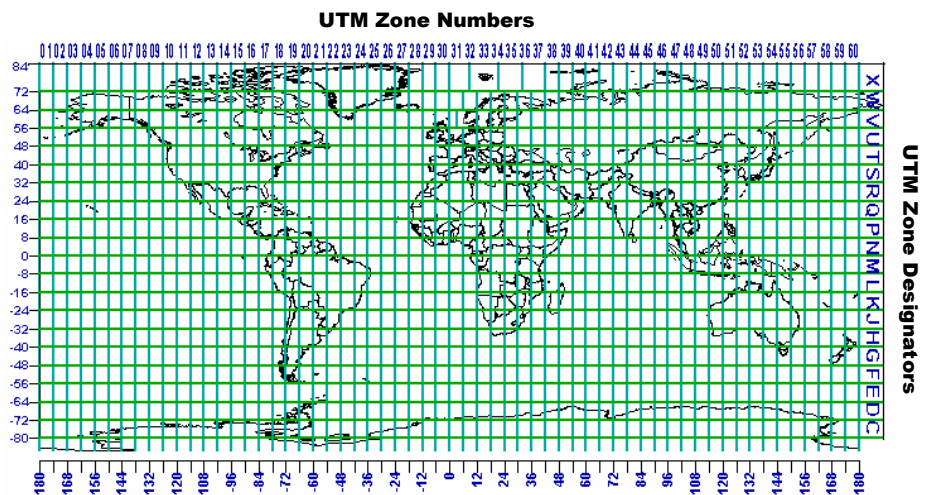 UTM Zone Numbers
01 02 03 04 05 06 07 08 09 10 11 12 13 14 15 16 17 18 19 20 21 22 23 24 25 26 27 28 29 30 31 32 33 34 35 36 37 38 39 40 41 42 43 44 45 46 47 48 49 50 51 52 53 54 55 56 57 58 59 60
84
72
64
56
48
40
32
24
16
8
0
-8
-16
-24
-32
-40
-48
-56
-64
-72
-80
X
W
V
U
T
S
R
Q
P
N
M
L
K
J
H
G
F
E
D
C
UTM Zone Designators
180 168 156 144 132 120 108 -96 -84 -72 -60 -48 -36 -24 -12 0 12 24 36 48 60 72 84 96 108 120 132 144 156 168 180